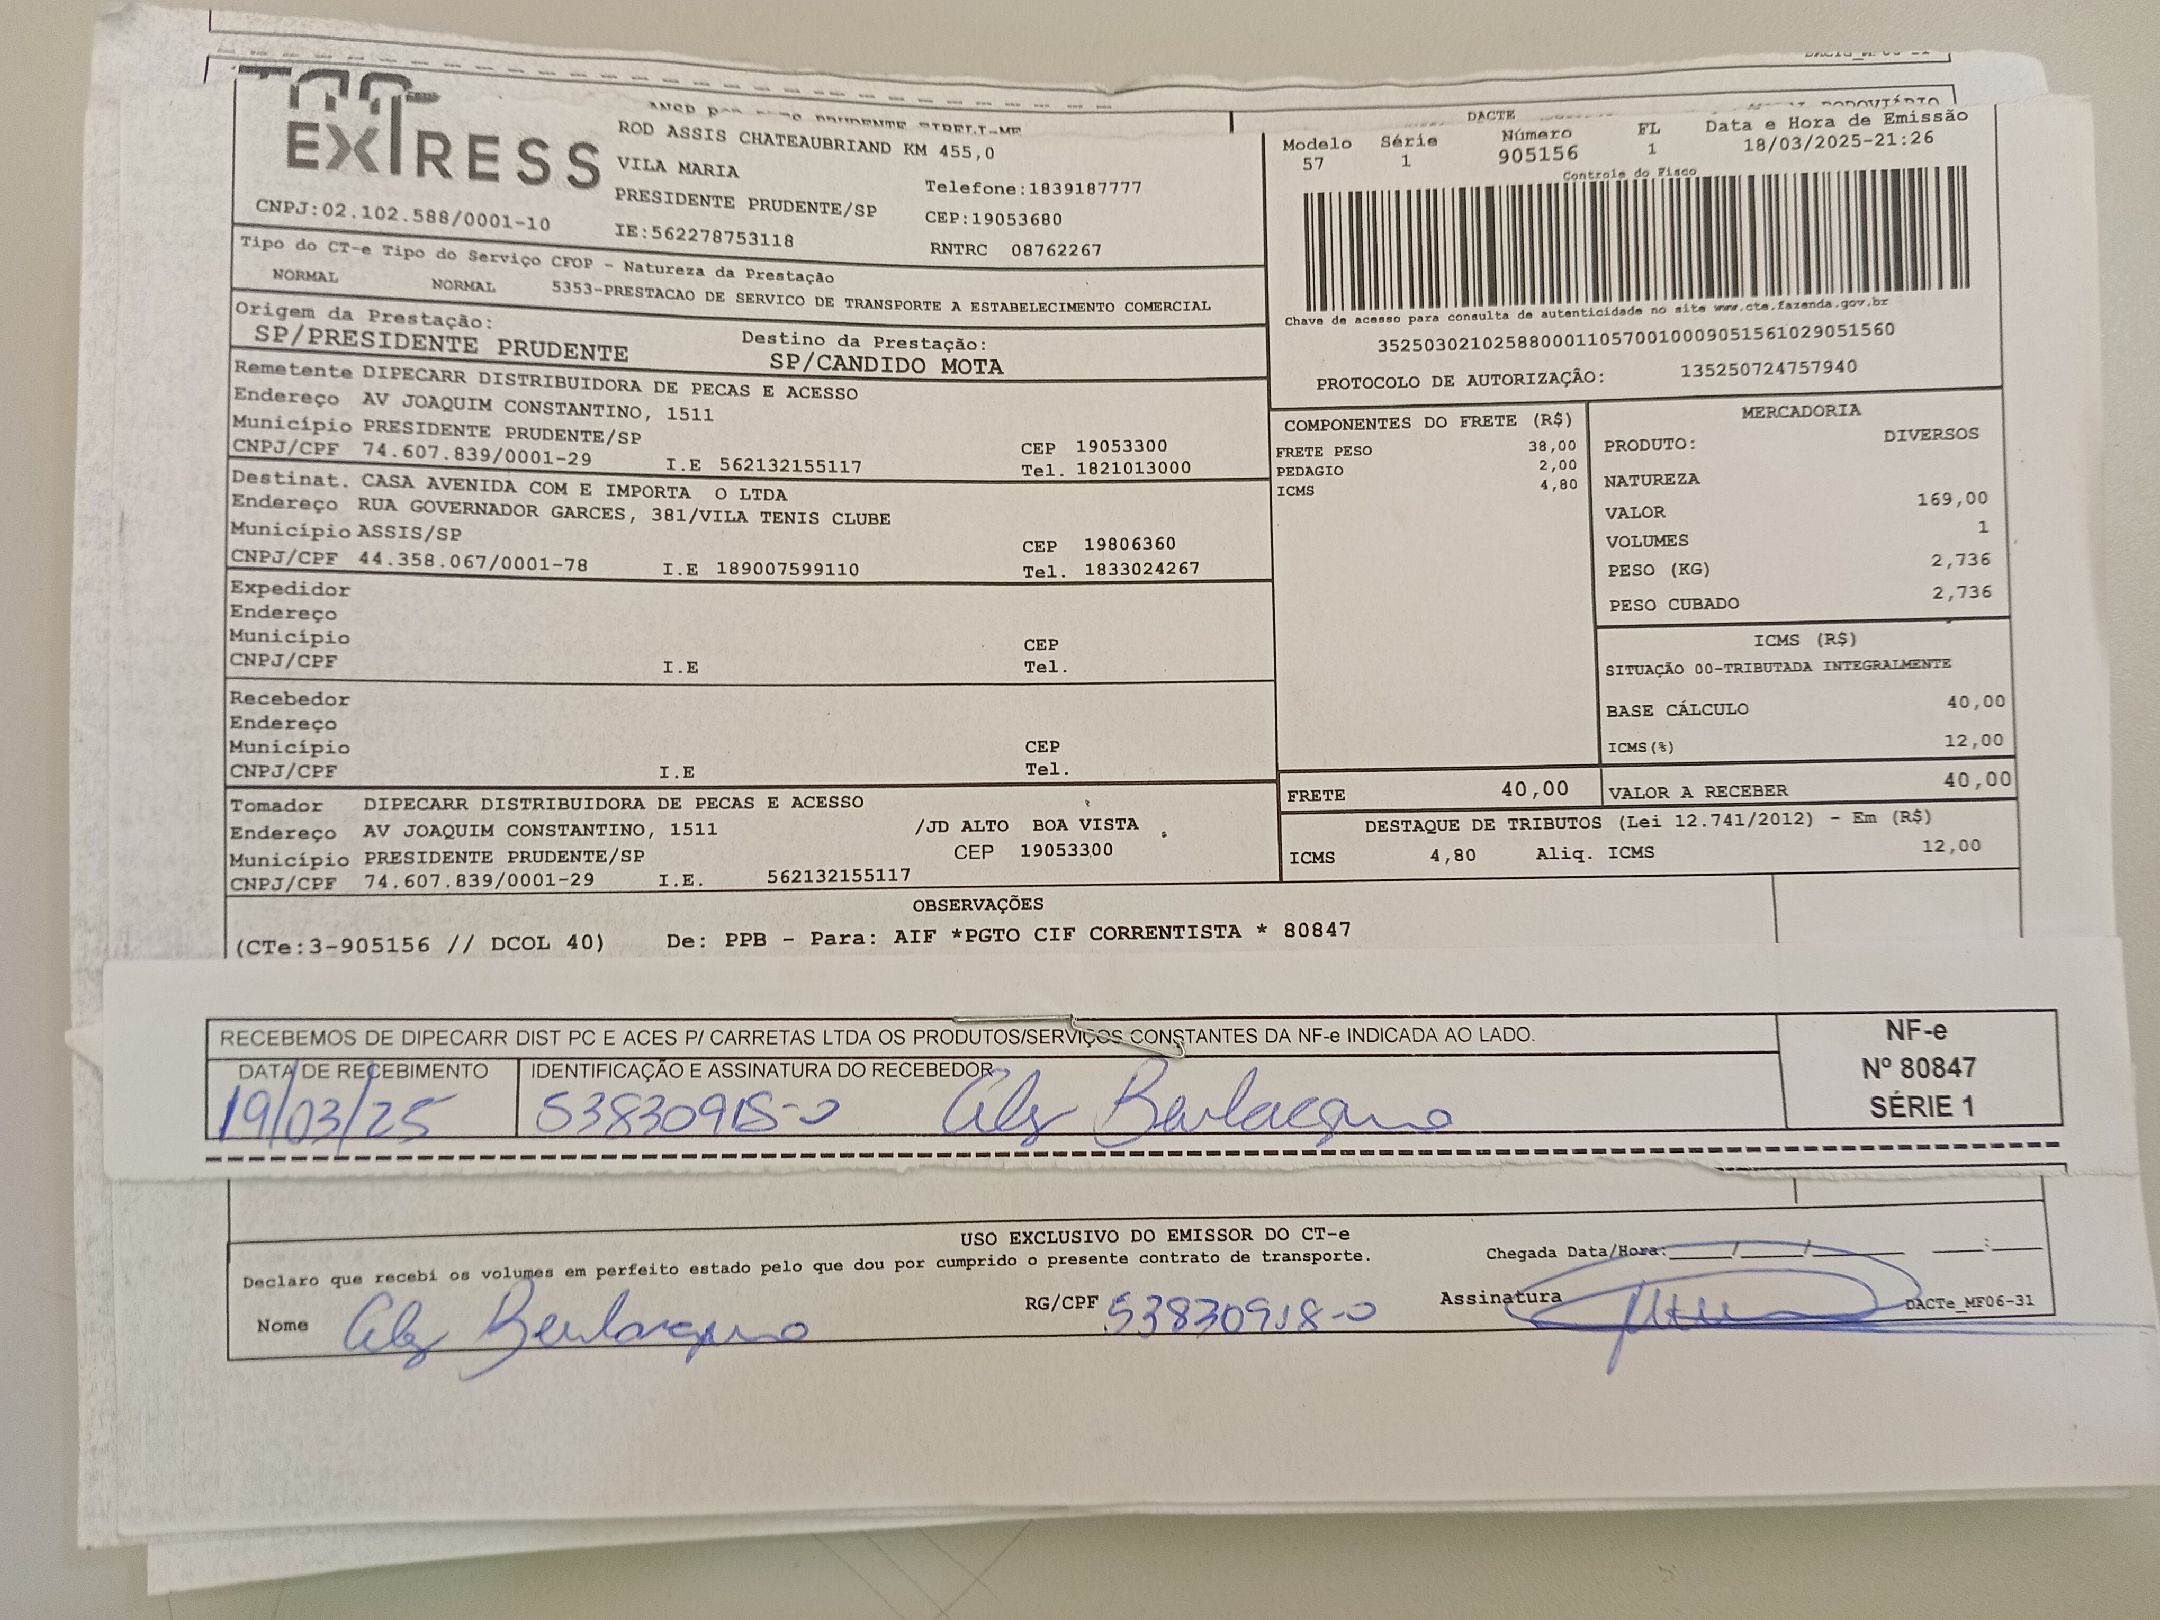 EXPRESS
ROD ASSIS CHATEAUBRIAND KM 455,0
VILA MARIA
Telefone:1839187777
PRESIDENTE PRUDENTE/SP
CEP:19053680
CNPJ:02.102.588/0001-10
IE:562278753118
RNTRC 08762267
DACTE
Modelo Série Número FL Data e Hora de Emissão
57 1 905156 1 18/03/2025-21:26
Controle do Fisco
Chave de acesso para consulta de autenticidade no site www.cte.fazenda.gov.br
35250302102588000110570010009051561029051560
PROTOCOLO DE AUTORIZAÇÃO: 135250724757940
Tipo do CT-e Tipo do Serviço CFOP - Natureza da Prestação
NORMAL NORMAL 5353-PRESTACAO DE SERVICO DE TRANSPORTE A ESTABELECIMENTO COMERCIAL
Origem da Prestação: Destino da Prestação:
SP/PRESIDENTE PRUDENTE SP/CANDIDO MOTA
Remetente DIPECARR DISTRIBUIDORA DE PECAS E ACESSO
Endereço AV JOAQUIM CONSTANTINO, 1511
Município PRESIDENTE PRUDENTE/SP CEP 19053300
CNPJ/CPF 74.607.839/0001-29 I.E 562132155117 Tel. 1821013000
Destinat. CASA AVENIDA COM E IMPORTA O LTDA
Endereço RUA GOVERNADOR GARCES, 381/VILA TENIS CLUBE
Município ASSIS/SP CEP 19806360
CNPJ/CPF 44.358.067/0001-78 I.E 189007599110 Tel. 1833024267
Expedidor
Endereço
Município CEP
CNPJ/CPF I.E Tel.
Recebedor
Endereço
Município CEP
CNPJ/CPF I.E Tel.
Tomador DIPECARR DISTRIBUIDORA DE PECAS E ACESSO
Endereço AV JOAQUIM CONSTANTINO, 1511 /JD ALTO BOA VISTA
Município PRESIDENTE PRUDENTE/SP CEP 19053300
CNPJ/CPF 74.607.839/0001-29 I.E. 562132155117
COMPONENTES DO FRETE (R$)
FRETE PESO 38,00
PEDAGIO 2,00
ICMS 4,80
MERCADORIA
PRODUTO: DIVERSOS
NATUREZA
VALOR 169,00
VOLUMES 1
PESO (KG) 2,736
PESO CUBADO 2,736
ICMS (R$)
SITUAÇÃO 00-TRIBUTADA INTEGRALMENTE
BASE CÁLCULO 40,00
ICMS(%) 12,00
FRETE 40,00 VALOR A RECEBER 40,00
DESTAQUE DE TRIBUTOS (Lei 12.741/2012) - Em (R$)
ICMS 4,80 Aliq. ICMS 12,00
OBSERVAÇÕES
(CTe:3-905156 // DCOL 40) De: PPB - Para: AIF *PGTO CIF CORRENTISTA * 80847
RECEBEMOS DE DIPECARR DIST PC E ACES P/ CARRETAS LTDA OS PRODUTOS/SERVIÇOS CONSTANTES DA NF-e INDICADA AO LADO.
DATA DE RECEBIMENTO IDENTIFICAÇÃO E ASSINATURA DO RECEBEDOR
19/03/25 53830918-0
NF-e
Nº 80847
SÉRIE 1
USO EXCLUSIVO DO EMISSOR DO CT-e
Declaro que recebi os volumes em perfeito estado pelo que dou por cumprido o presente contrato de transporte.
Chegada Data/Hora:____/____/____ __:__
Nome RG/CPF 53830918-0 Assinatura
DACTe_MF06-31